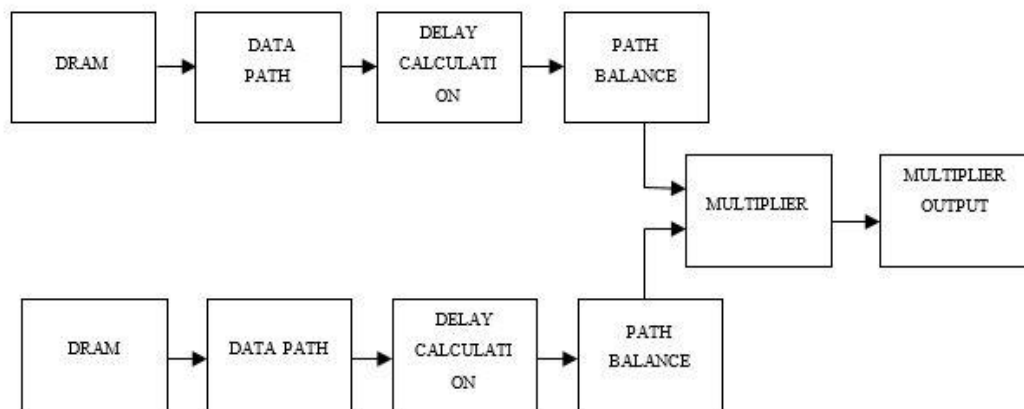 DRAM
DATA
PATH
DELAY
CALCULATI
ON
PATH
BALANCE
MULTIPLIER
MULTIPLIER
OUTPUT
DRAM
DATA PATH
DELAY
CALCULATI
ON
PATH
BALANCE